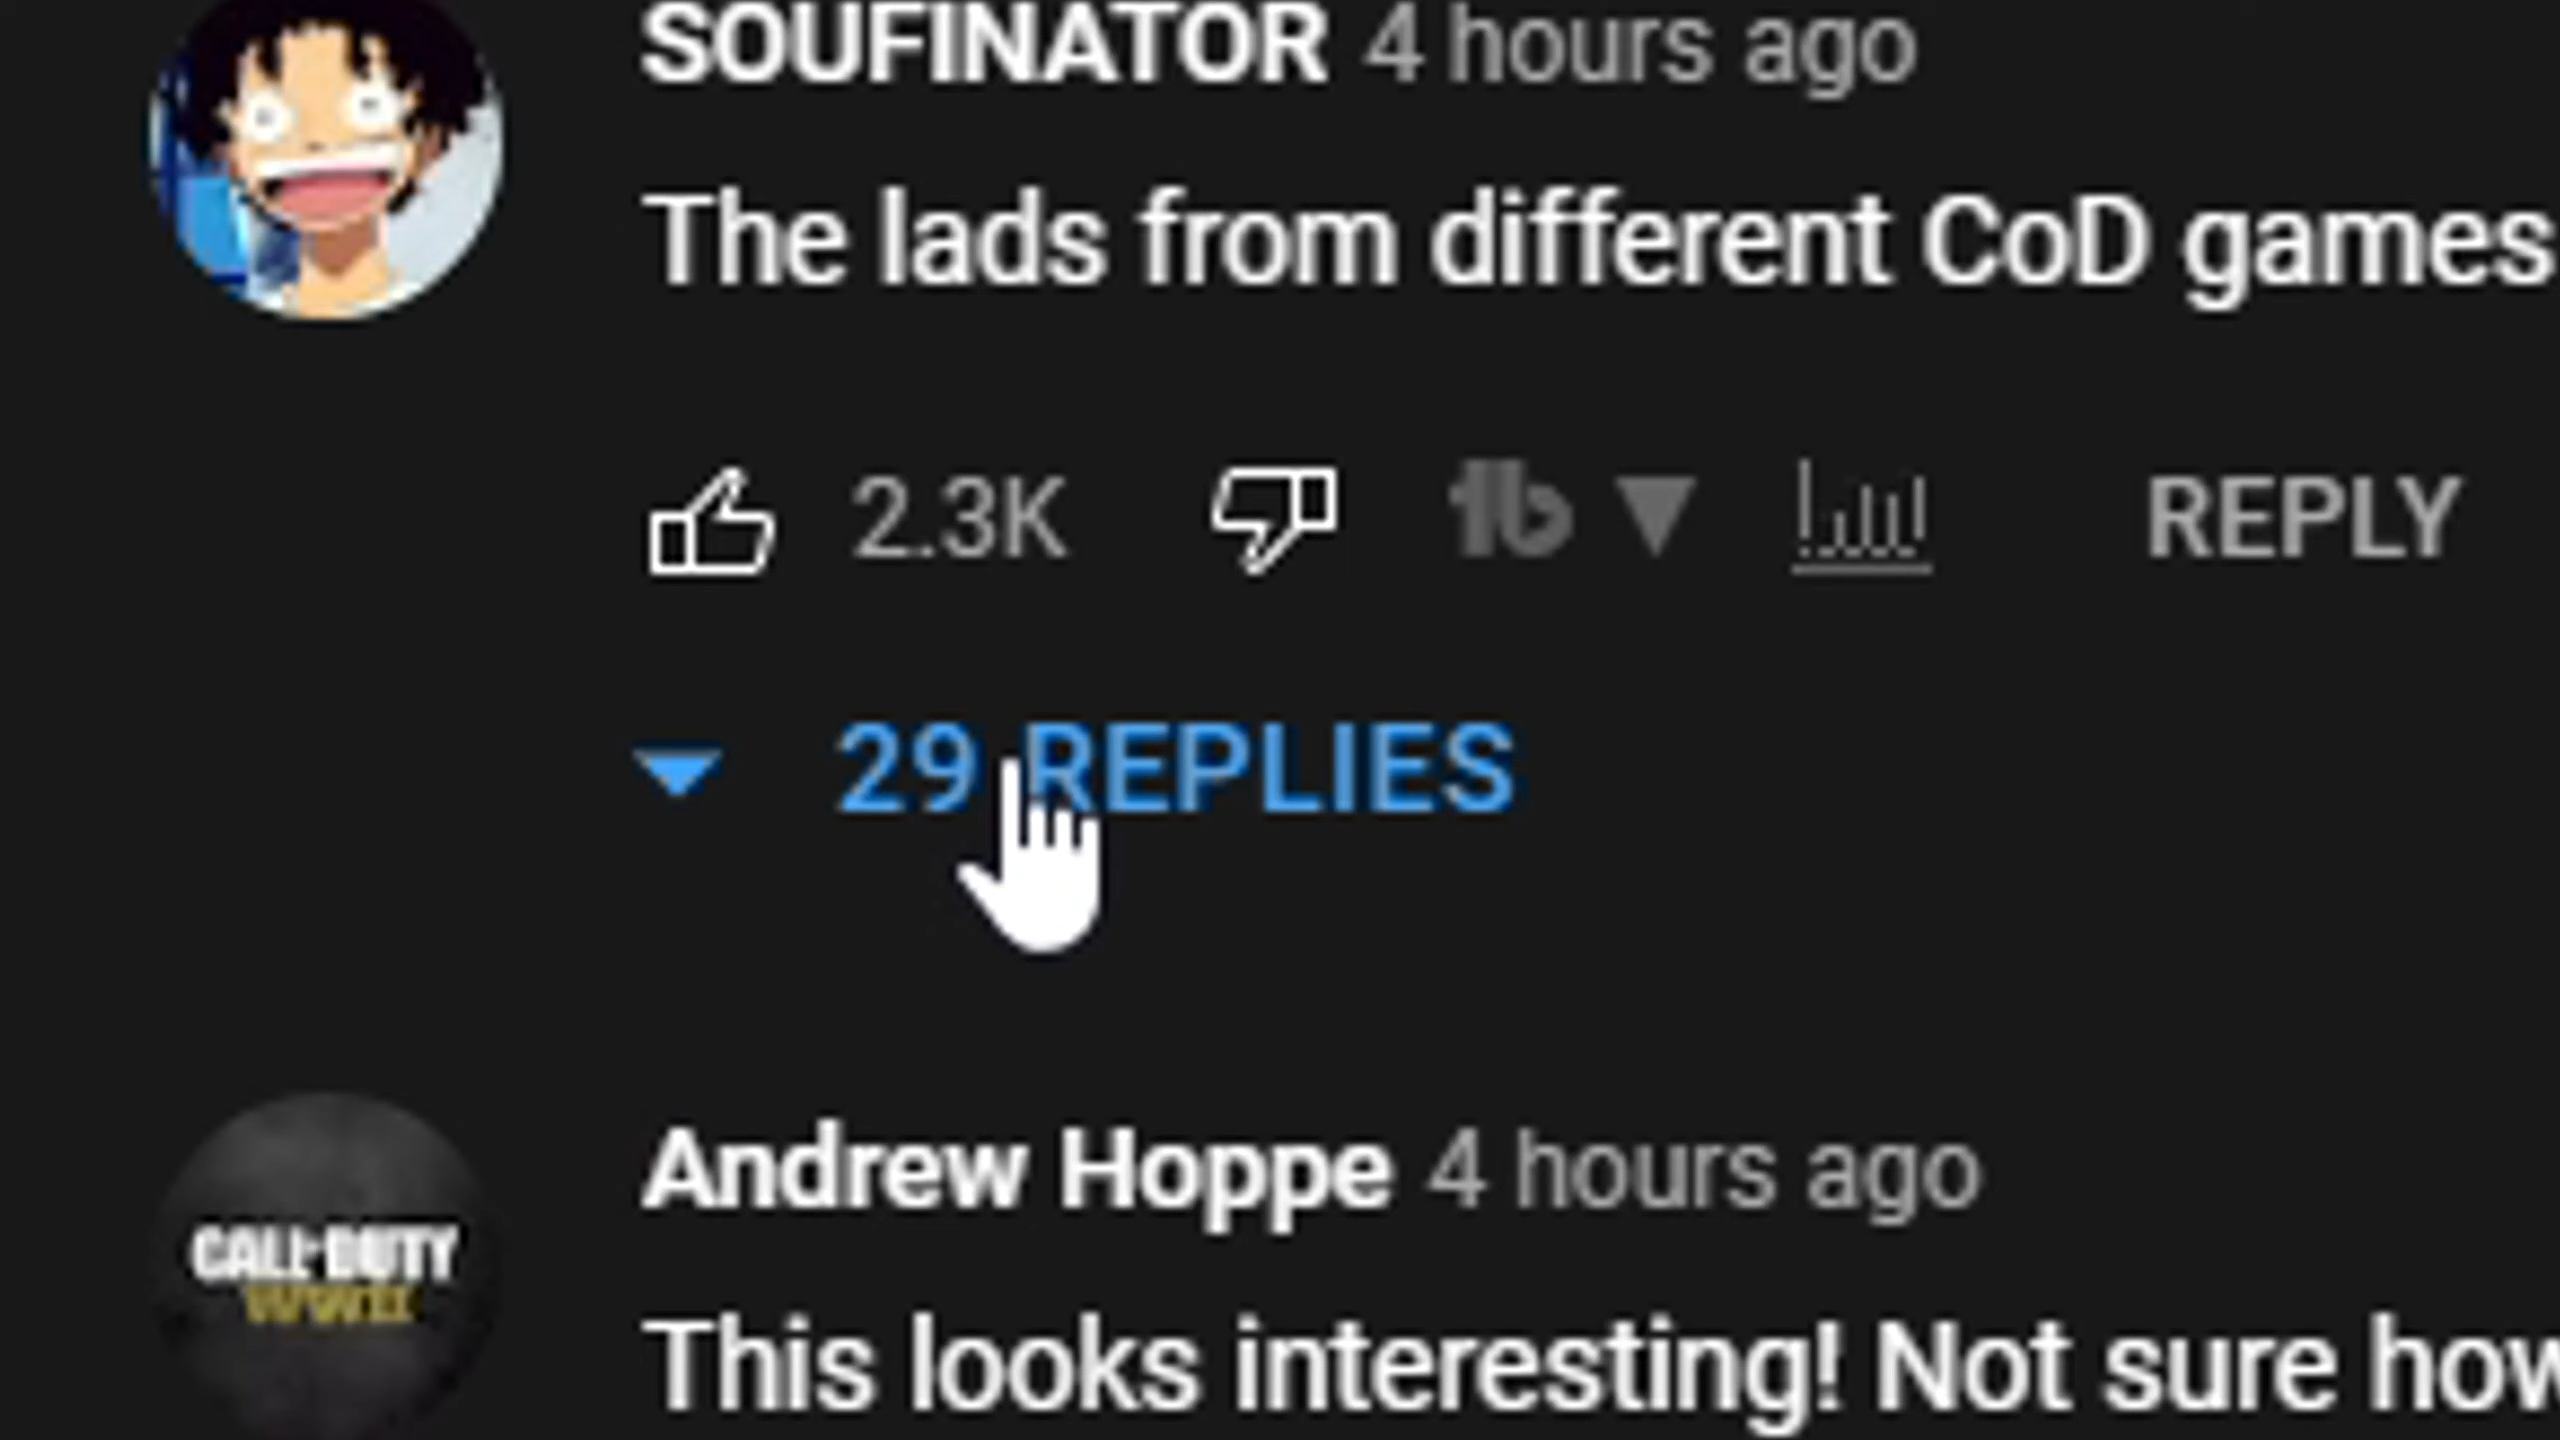 SOUFINATOR 4 hours ago
The lads from different CoD games
2.3K REPLY
29 REPLIES
Andrew Hoppe 4 hours ago
CALL OF DUTY
WWII
This looks interesting! Not sure how